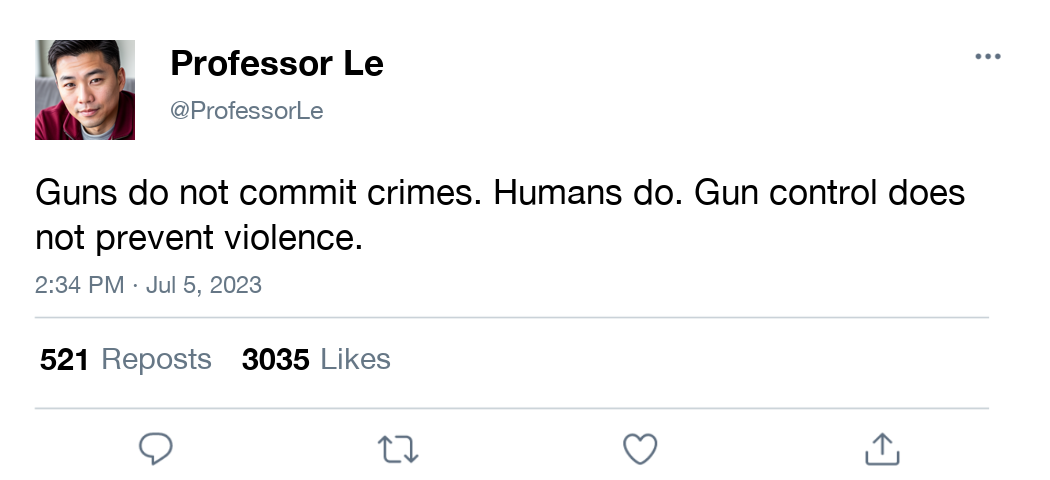 Professor Le
@ProfessorLe
Guns do not commit crimes. Humans do. Gun control does
not prevent violence.
2:34 PM · Jul 5, 2023
521 Reposts 3035 Likes